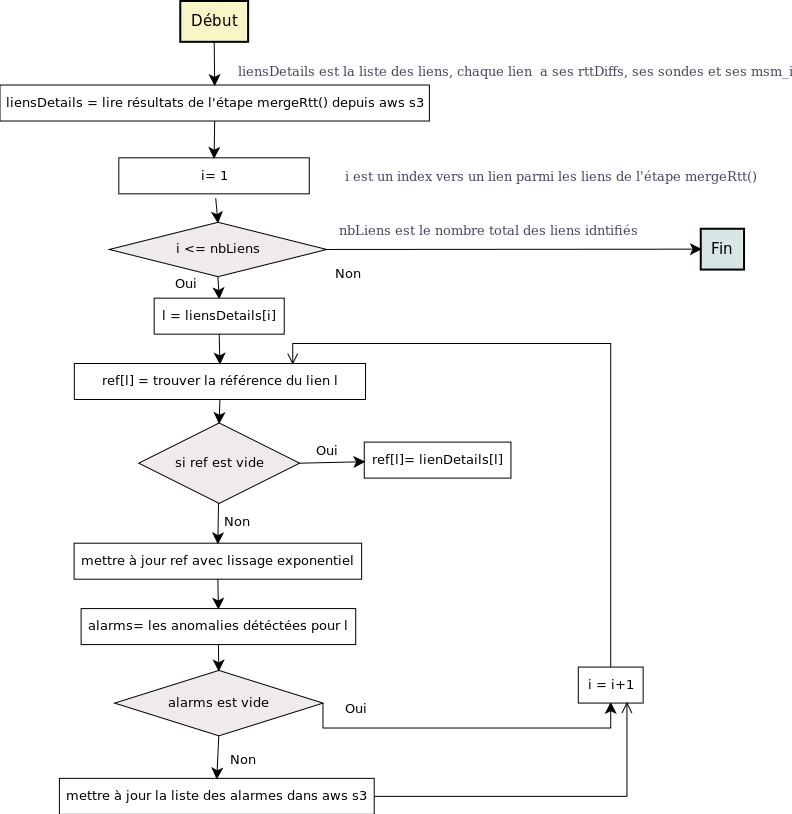 Début
liensDetails est la liste des liens, chaque lien  a ses rttDiffs, ses sondes et ses msm_i
liensDetails = lire résultats de l'étape mergeRtt() depuis aws s3
i= 1
i est un index vers un lien parmi les liens de l'étape mergeRtt()
nbLiens est le nombre total des liens idntifiés
i <= nbLiens
Fin
Non
Oui
l = liensDetails[i]
ref[l] = trouver la référence du lien l
si ref est vide
Oui
ref[l]= lienDetails[l]
Non
mettre à jour ref avec lissage exponentiel
alarms= les anomalies détéctées pour l
i = i+1
alarms est vide
Oui
Non
mettre à jour la liste des alarmes dans aws s3